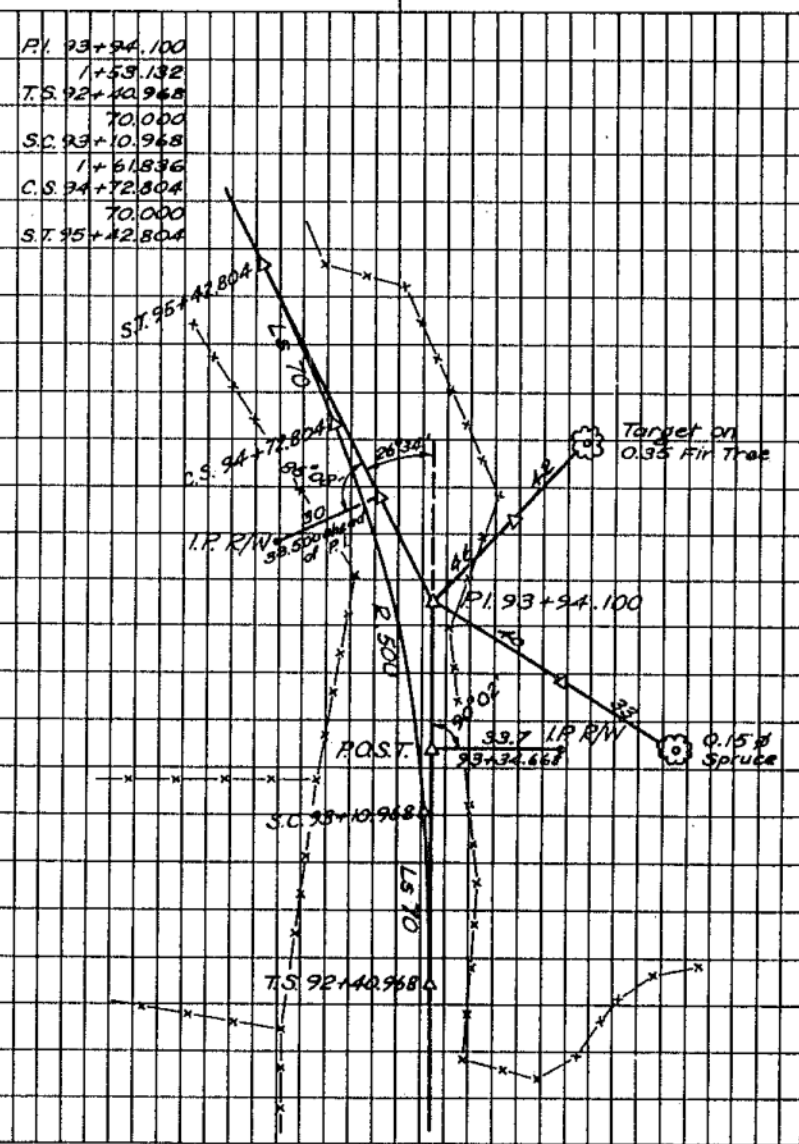 P.I. 93+94.100
1+53.132
T.S. 92+40.968
70.000
S.C. 93+10.968
1+61.836
C.S. 94+72.804
70.000
S.T. 95+42.804
S.T. 95+42.804
Ls 70
C.S. 94+72.804
26°34'
30
I.P. R/W
33.500 ahead
of P.I.
Target on
0.35 Fir Tree
42
46
P.I. 93+94.100
R 500
40
33
90°02'
P.O.S.T.
33.7 I.P. R/W
93+34.668
0.15 ø
Spruce
S.C. 93+10.968
Ls 70
T.S. 92+40.968